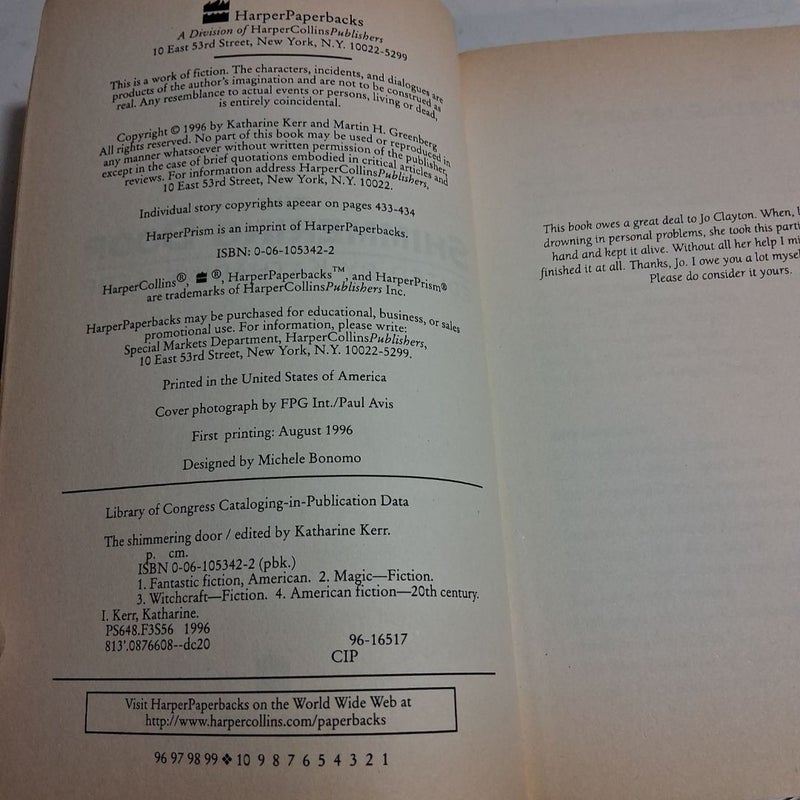 HarperPaperbacks
A Division of HarperCollinsPublishers
10 East 53rd Street, New York, N.Y. 10022-5299
This is a work of fiction. The characters, incidents, and dialogues are
products of the author's imagination and are not to be construed as
real. Any resemblance to actual events or persons, living or dead,
is entirely coincidental.
Copyright © 1996 by Katharine Kerr and Martin H. Greenberg
All rights reserved. No part of this book may be used or reproduced in
any manner whatsoever without written permission of the publisher,
except in the case of brief quotations embodied in critical articles and
reviews. For information address HarperCollinsPublishers,
10 East 53rd Street, New York, N.Y. 10022.
Individual story copyrights apeear on pages 433-434
HarperPrism is an imprint of HarperPaperbacks.
ISBN: 0-06-105342-2
HarperCollins®, ®, HarperPaperbacks™, and HarperPrism®
are trademarks of HarperCollinsPublishers Inc.
HarperPaperbacks may be purchased for educational, business, or sales
promotional use. For information, please write:
Special Markets Department, HarperCollinsPublishers,
10 East 53rd Street, New York, N.Y. 10022-5299.
Printed in the United States of America
Cover photograph by FPG Int./Paul Avis
First printing: August 1996
Designed by Michele Bonomo
Library of Congress Cataloging-in-Publication Data
The shimmering door / edited by Katharine Kerr.
p. cm.
ISBN 0-06-105342-2 (pbk.)
1. Fantastic fiction, American. 2. Magic—Fiction.
3. Witchcraft—Fiction. 4. American fiction—20th century.
I. Kerr, Katharine.
PS648.F3S56 1996
813'.0876608--dc20 96-16517
CIP
Visit HarperPaperbacks on the World Wide Web at
http://www.harpercollins.com/paperbacks
96 97 98 99 ❖ 10 9 8 7 6 5 4 3 2 1
This book owes a great deal to Jo Clayton. When,
drowning in personal problems, she took this parti
hand and kept it alive. Without all her help I mi
finished it at all. Thanks, Jo. I owe you a lot myse
Please do consider it yours.